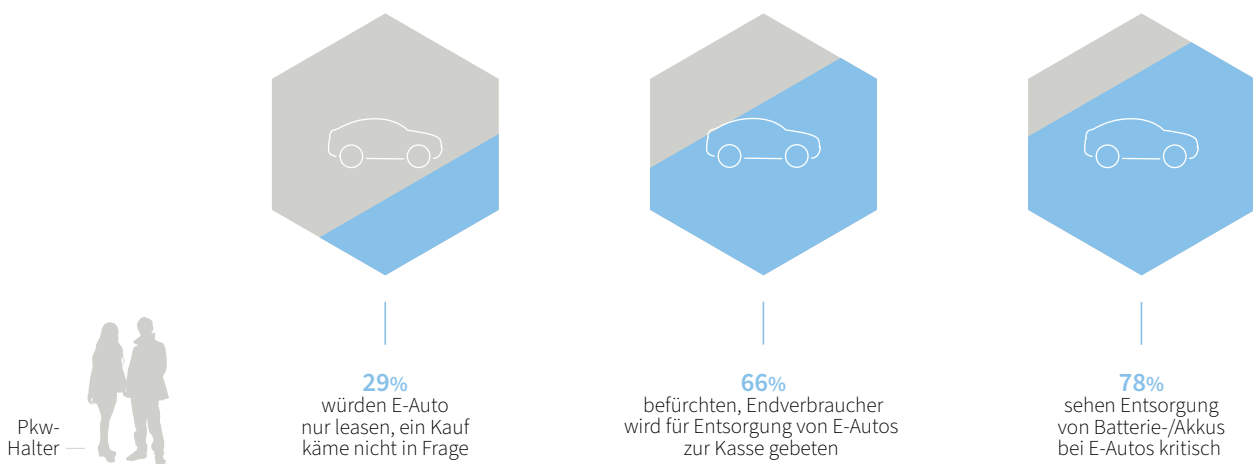 Pkw-
Halter
29%
würden E-Auto
nur leasen, ein Kauf
käme nicht in Frage
66%
befürchten, Endverbraucher
wird für Entsorgung von E-Autos
zur Kasse gebeten
78%
sehen Entsorgung
von Batterie-/Akkus
bei E-Autos kritisch